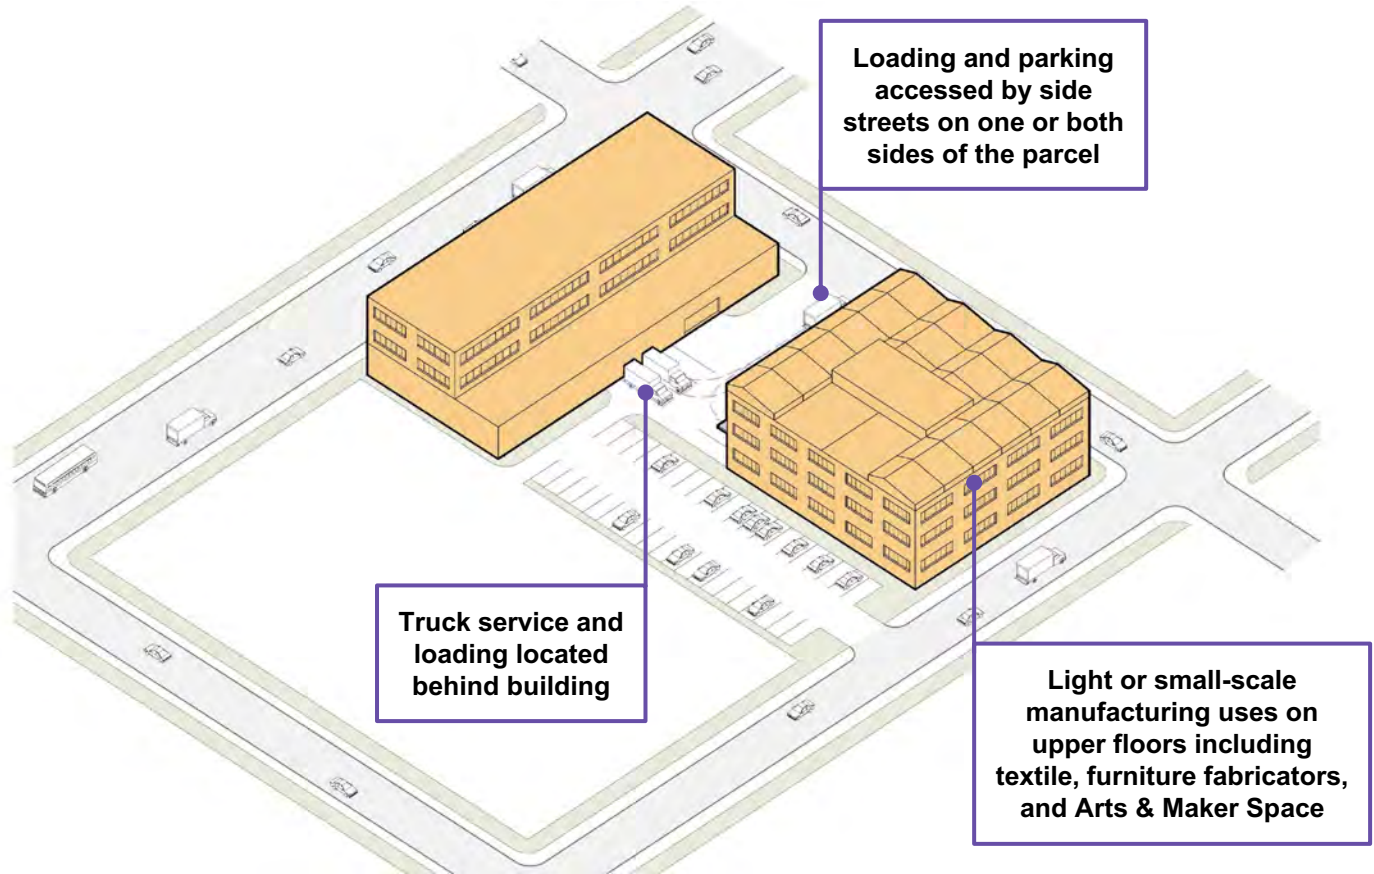 Loading and parking
accessed by side
streets on one or both
sides of the parcel
Truck service and
loading located
behind building
Light or small-scale
manufacturing uses on
upper floors including
textile, furniture fabricators,
and Arts & Maker Space